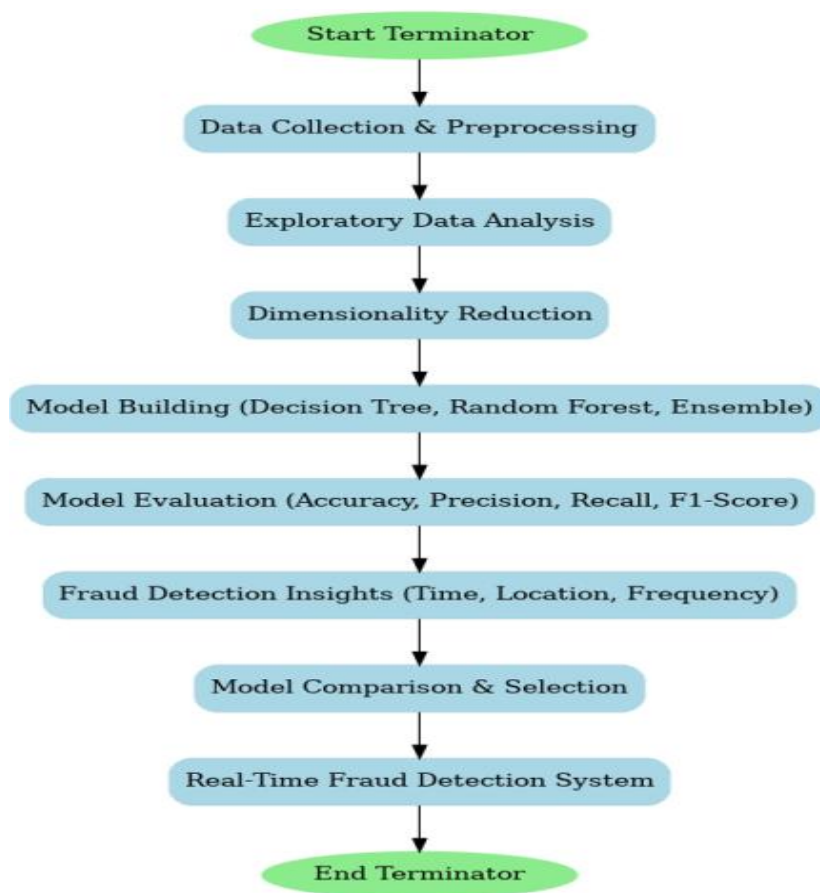 Start Terminator
Data Collection & Preprocessing
Exploratory Data Analysis
Dimensionality Reduction
Model Building (Decision Tree, Random Forest, Ensemble)
Model Evaluation (Accuracy, Precision, Recall, F1-Score)
Fraud Detection Insights (Time, Location, Frequency)
Model Comparison & Selection
Real-Time Fraud Detection System
End Terminator